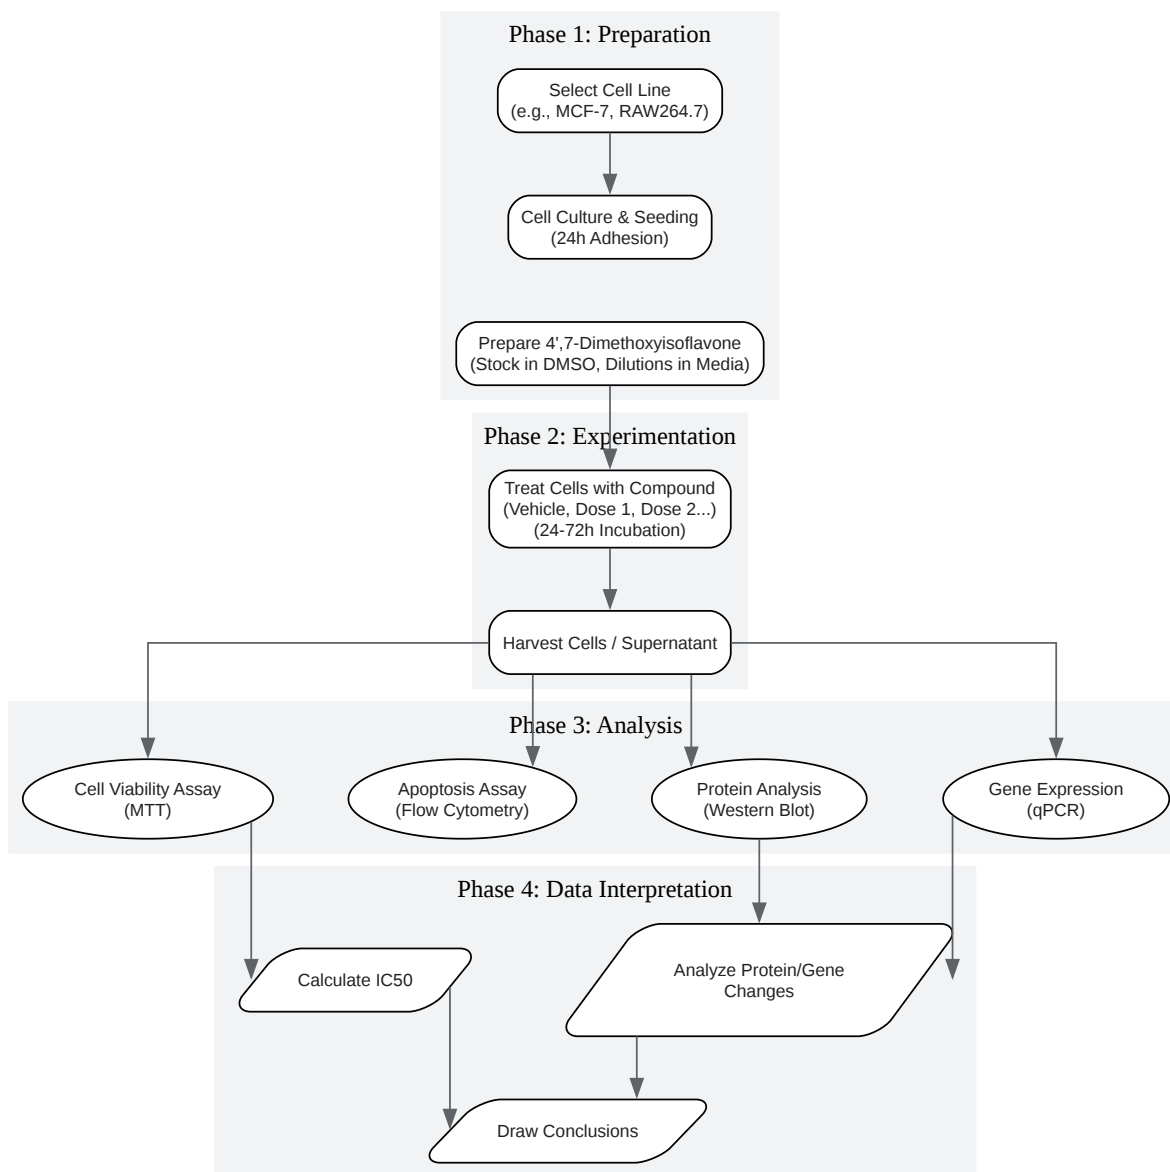 Phase 1: Preparation
Select Cell Line
(e.g., MCF-7, RAW264.7)
Cell Culture & Seeding
(24h Adhesion)
Prepare 4',7-Dimethoxyisoflavone
(Stock in DMSO, Dilutions in Media)
Phase 2: Experimentation
Treat Cells with Compound
(Vehicle, Dose 1, Dose 2...)
(24-72h Incubation)
Harvest Cells / Supernatant
Phase 3: Analysis
Cell Viability Assay
(MTT)
Apoptosis Assay
(Flow Cytometry)
Protein Analysis
(Western Blot)
Gene Expression
(qPCR)
Phase 4: Data Interpretation
Calculate IC50
Analyze Protein/Gene
Changes
Draw Conclusions